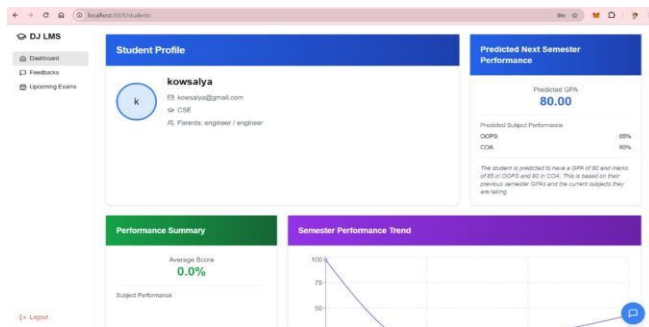 localhost:3005/students
DJ LMS
Dashboard
Feedbacks
Upcoming Exams
Logout
Student Profile
k
kowsalya
kowsalya@gmail.com
CSE
Parents: engineer / engineer
Predicted Next Semester
Performance
Predicted GPA
80.00
Predicted Subject Performance
OOPS 85%
COA 80%
The student is predicted to have a GPA of 80 and marks
of 85 in OOPS and 80 in COA. This is based on their
previous semester GPAs and the current subjects they
are taking.
Performance Summary
Average Score
0.0%
Subject Performance
Semester Performance Trend
100
75
50